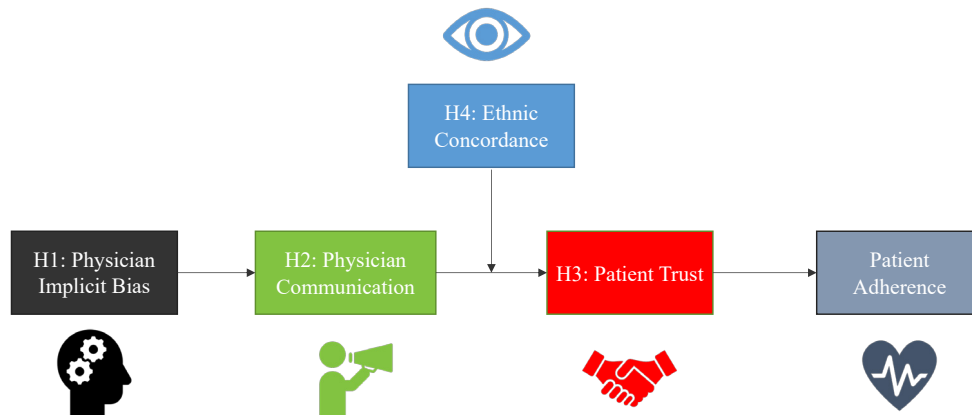 H4: Ethnic
Concordance
H1: Physician
Implicit Bias
H2: Physician
Communication
H3: Patient Trust
Patient
Adherence